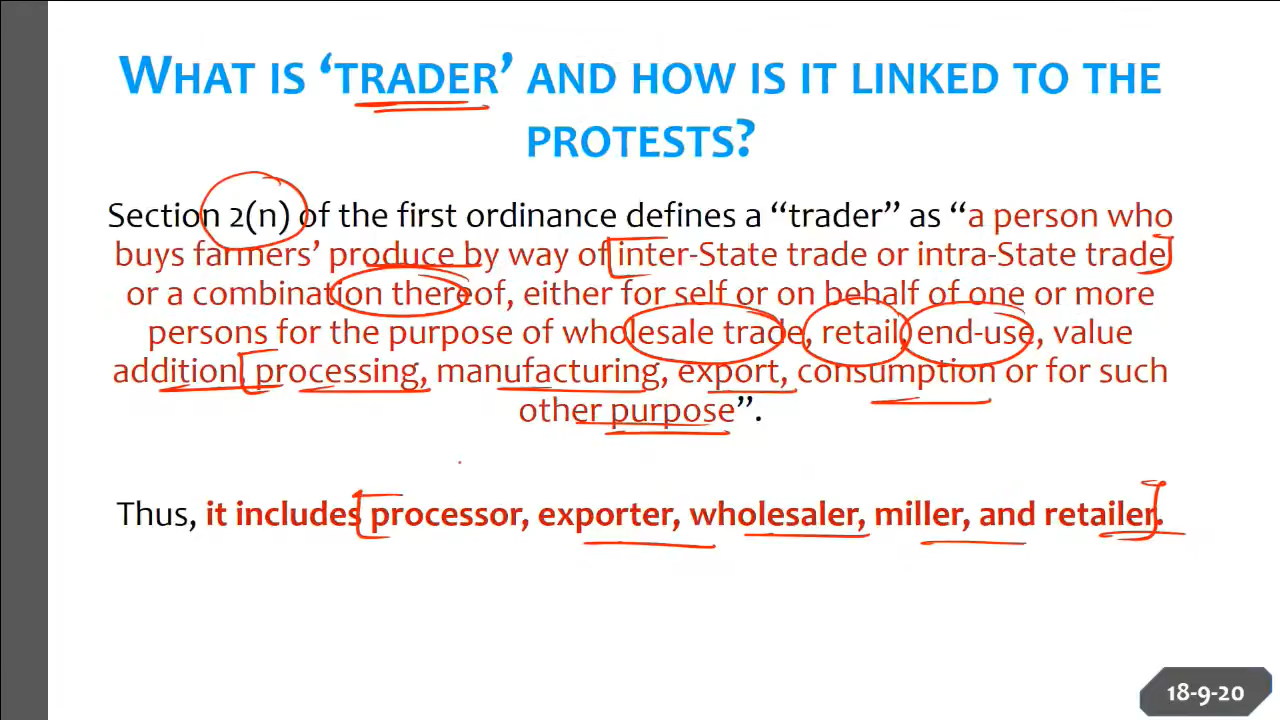 WHAT IS ‘TRADER’ AND HOW IS IT LINKED TO THE
PROTESTS?
Section 2(n) of the first ordinance defines a “trader” as “a person who
buys farmers’ produce by way of inter-State trade or intra-State trade
or a combination thereof, either for self or on behalf of one or more
persons for the purpose of wholesale trade, retail, end-use, value
addition, processing, manufacturing, export, consumption or for such
other purpose”.
Thus, it includes processor, exporter, wholesaler, miller, and retailer.
18-9-20